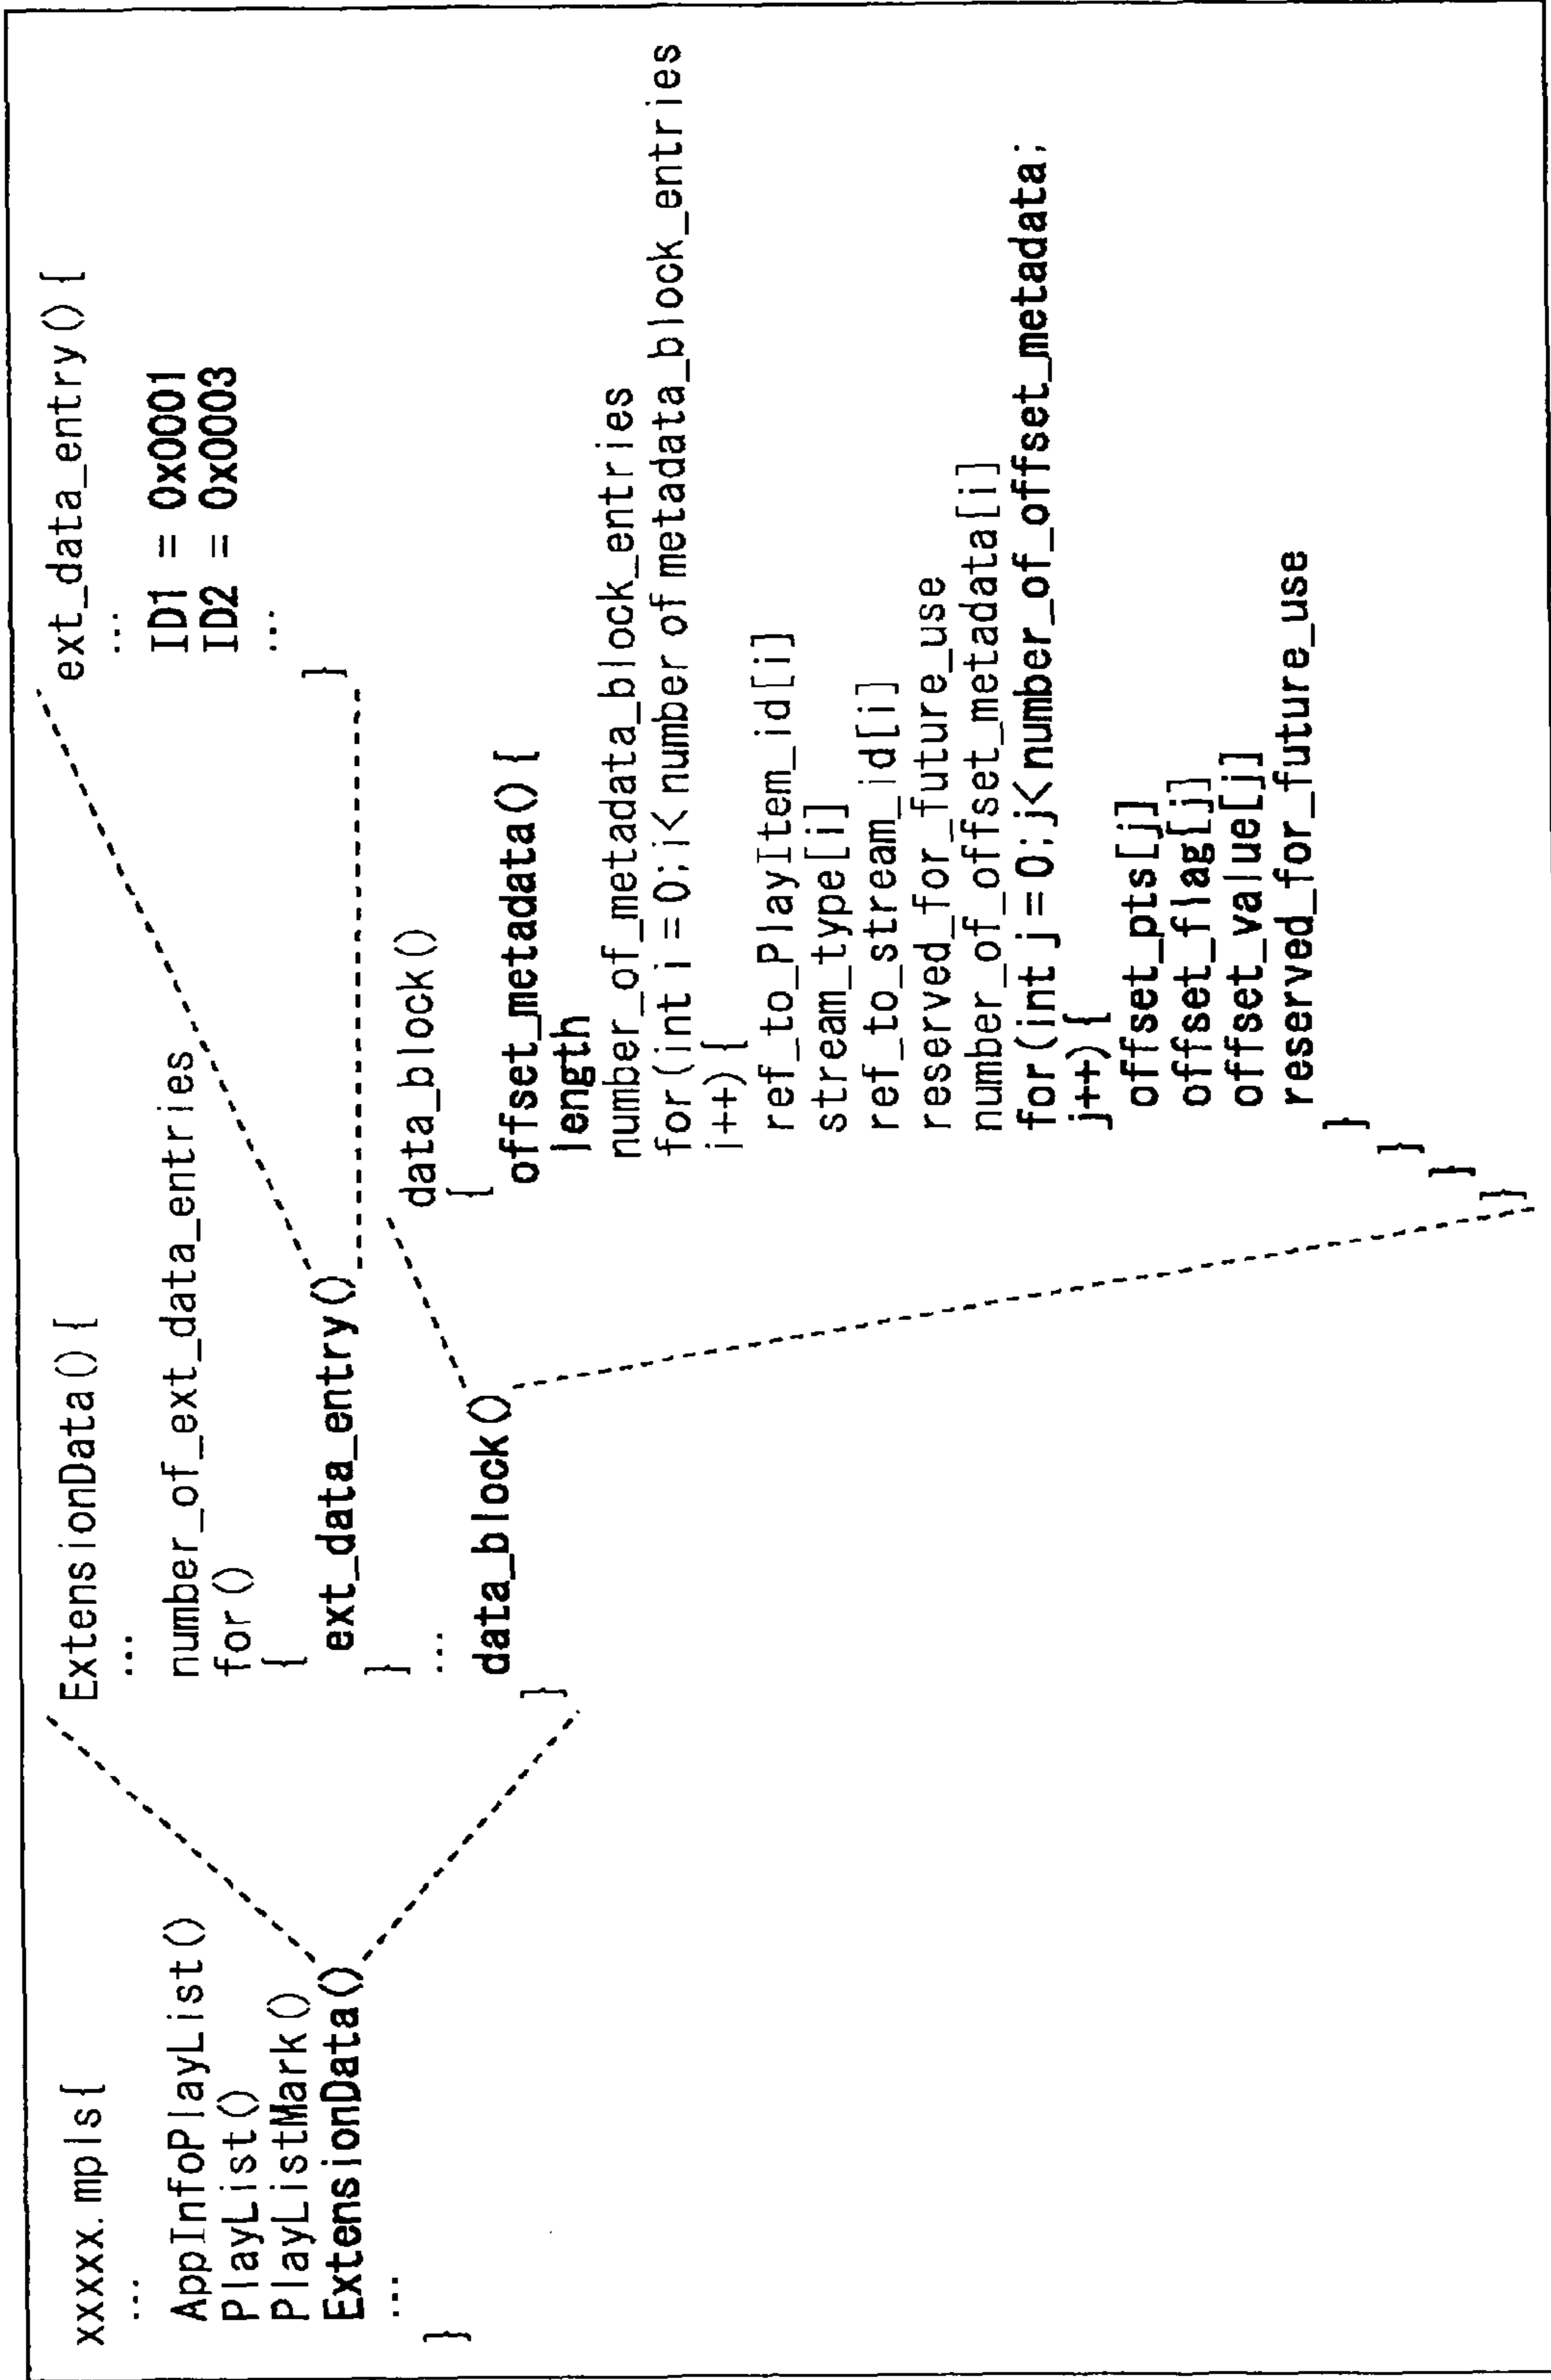 xxxxx.mpls{
...
AppInfoPlayList()
PlayList()
PlayListMark()
ExtensionData()
...
}
ExtensionData() {
...
number_of_ext_data_entries
for()
{
ext_data_entry()
}
...
data_block()
}
ext_data_entry() {
...
ID1 = 0x0001
ID2 = 0x0003
...
}
data_block()
{
offset_metadata() {
length
number_of_metadata_block_entries
for(int i=0;i< number of metadata_block_entries
i++) {
ref_to_PlayItem_id[i]
stream_type[i]
ref_to_stream_id[i]
reserved_for_future_use
number_of_offset_metadata[i]
for(int j=0;j< number_of_offset_metadata;
j++) {
offset_pts[j]
offset_flag[j]
offset_value[j]
reserved_for_future_use
}
}
}
}